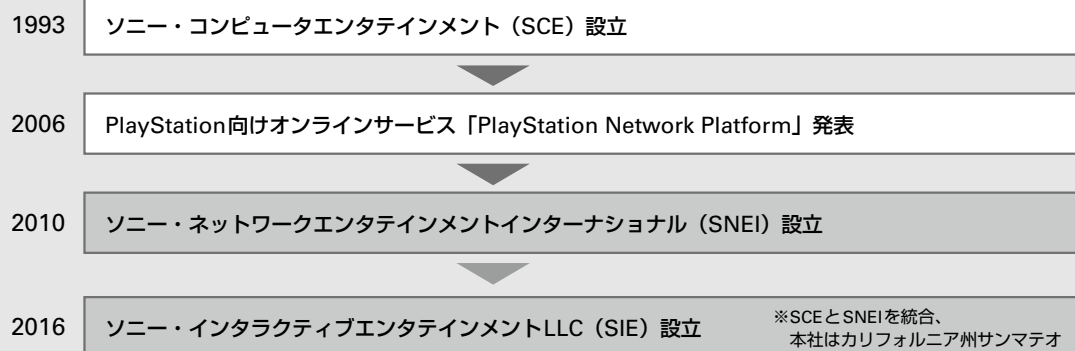 1993 ソニー・コンピュータエンタテインメント（SCE）設立
2006 PlayStation向けオンラインサービス「PlayStation Network Platform」発表
2010 ソニー・ネットワークエンタテインメントインターナショナル（SNEI）設立
2016 ソニー・インタラクティブエンタテインメントLLC（SIE）設立
※SCEとSNEIを統合、
本社はカリフォルニア州サンマテオ